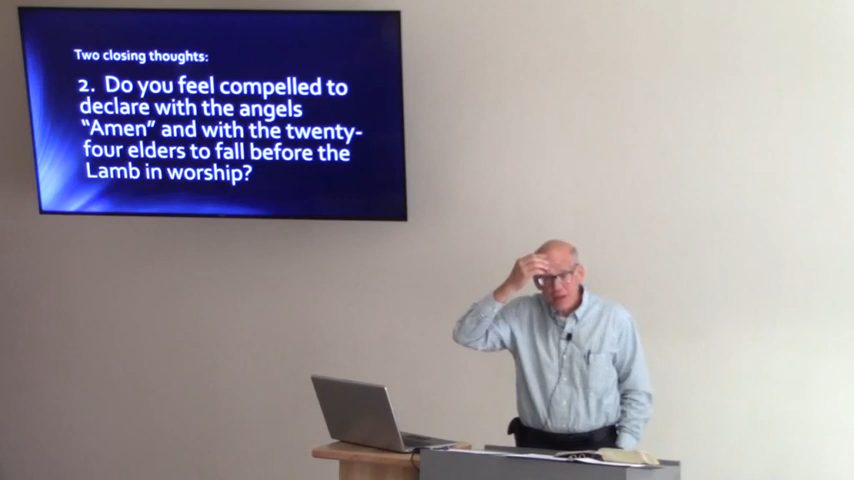 Two closing thoughts:
2. Do you feel compelled to
declare with the angels
“Amen” and with the twenty-
four elders to fall before the
Lamb in worship?